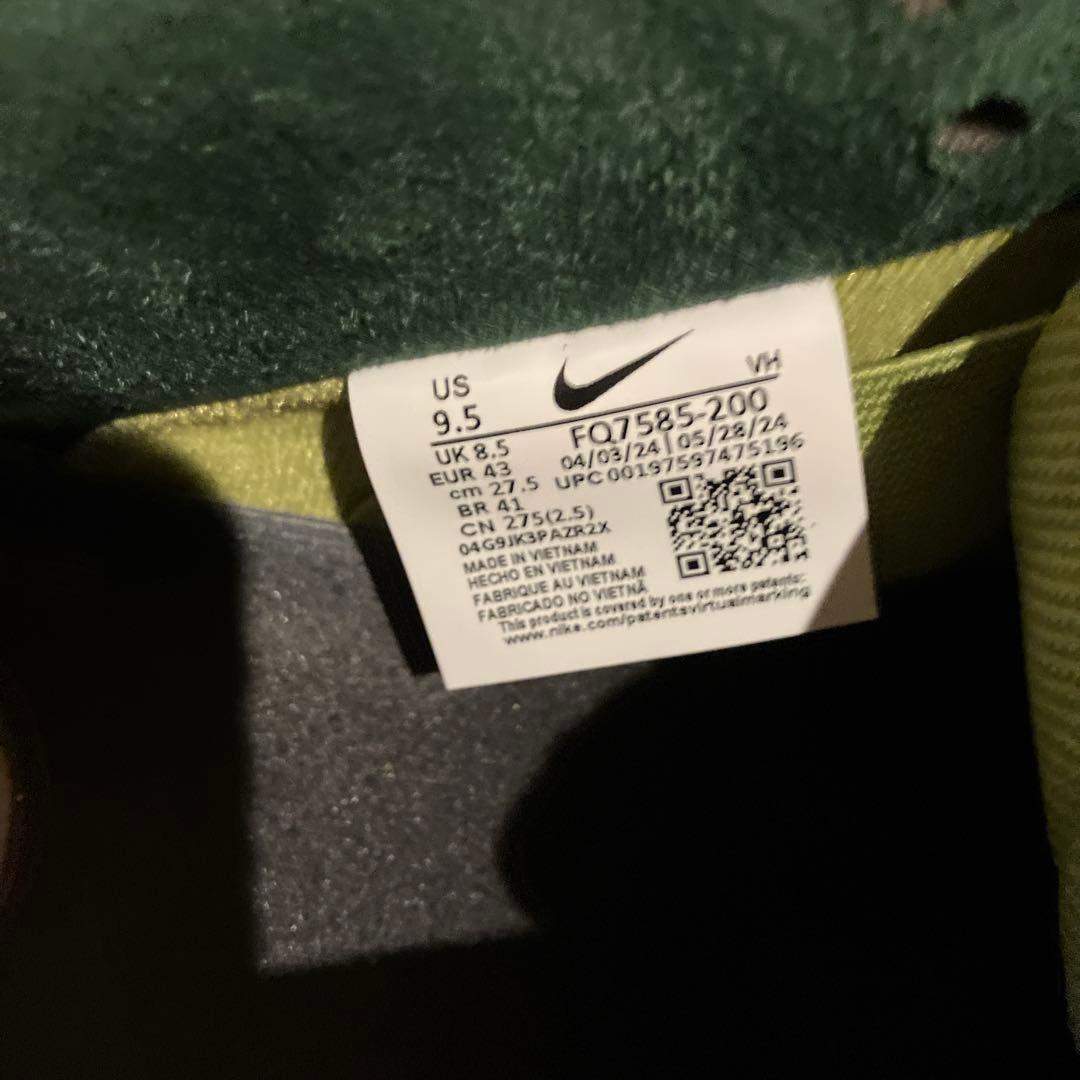 US
9.5
VH
UK 8.5
FQ7585-200
EUR 43
04/03/24 | 05/28/24
cm 27.5
UPC 00197597475196
BR 41
CN 275(2.5)
04G9JK3PAZR2X
MADE IN VIETNAM
HECHO EN VIETNAM
FABRIQUE AU VIETNAM
FABRICADO NO VIETNÃ
This product is covered by one or more patents:
www.nike.com/patentsvirtualmarking